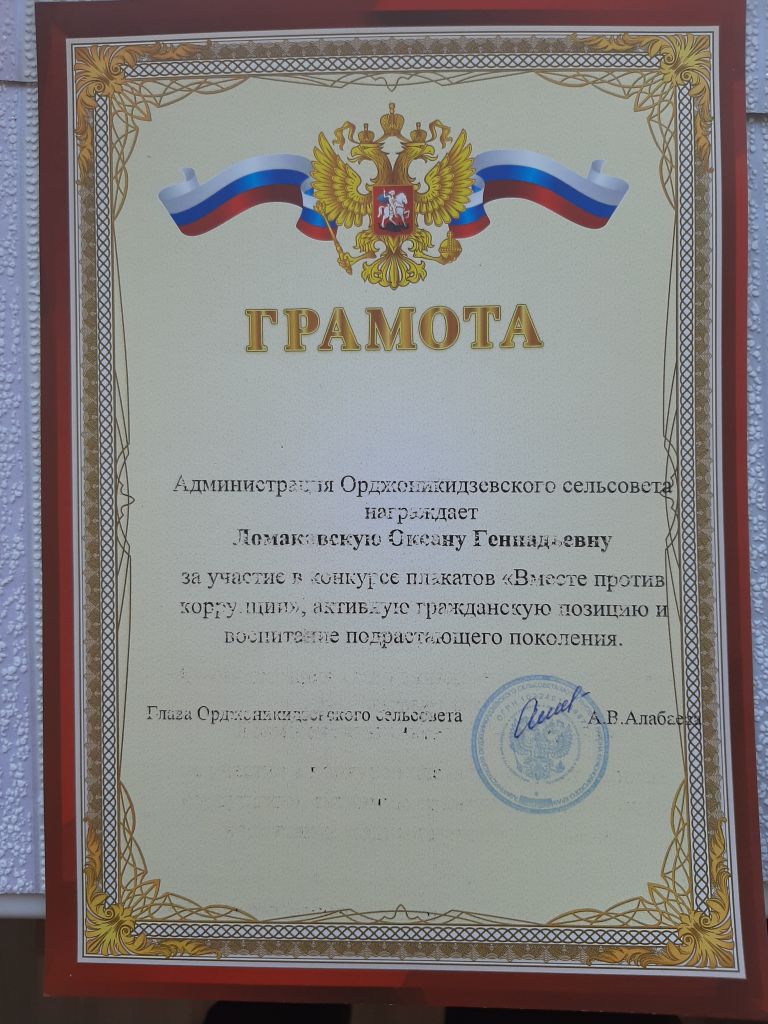 ГРАМОТА
Администрация Орджоникидзевского сельсовета
награждает
Ломаковскую Оксану Геннадьевну
за участие в конкурсе плакатов «Вместе против
коррупции», активную гражданскую позицию и
воспитание подрастающего поколения.
Глава Орджоникидзевского сельсовета
А.В.Алабаева